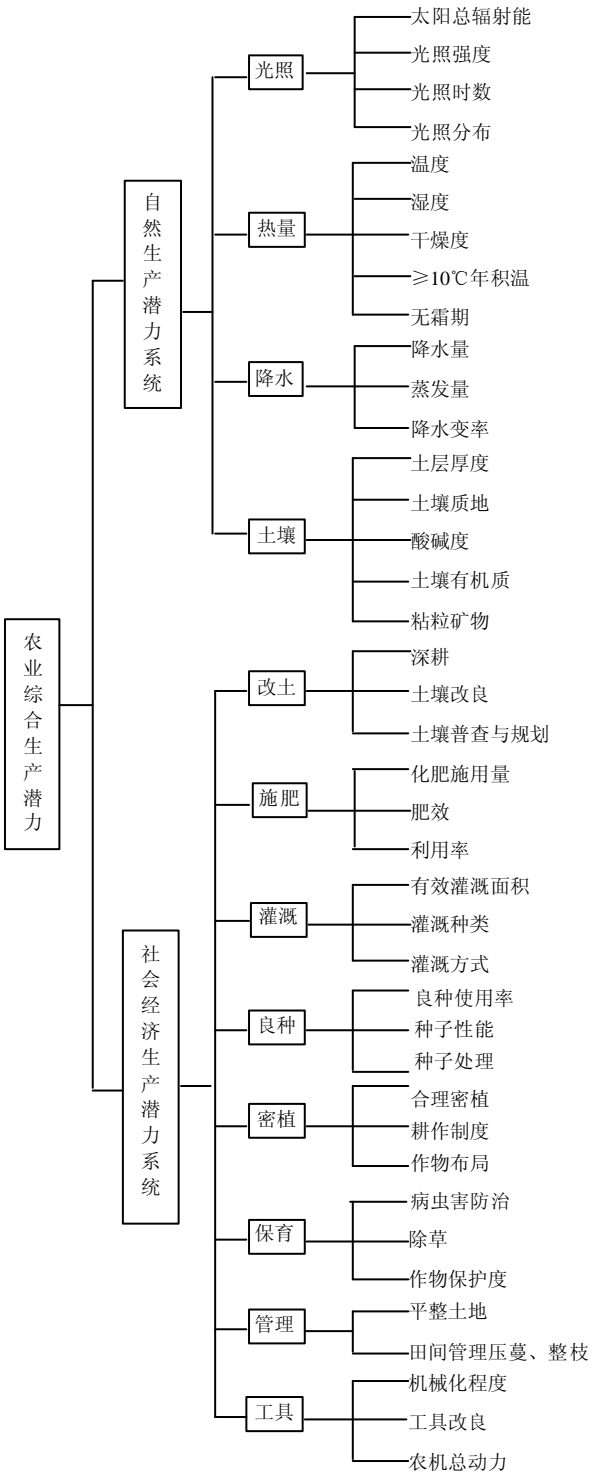 农业综合生产潜力
自然生产潜力系统
光照
太阳总辐射能
光照强度
光照时数
光照分布
热量
温度
湿度
干燥度
≥10℃年积温
无霜期
降水
降水量
蒸发量
降水变率
土壤
土层厚度
土壤质地
酸碱度
土壤有机质
粘粒矿物
社会经济生产潜力系统
改土
深耕
土壤改良
土壤普查与规划
施肥
化肥施用量
肥效
利用率
灌溉
有效灌溉面积
灌溉种类
灌溉方式
良种
良种使用率
种子性能
种子处理
密植
合理密植
耕作制度
作物布局
保育
病虫害防治
除草
作物保护度
管理
平整土地
田间管理压蔓、整枝
工具
机械化程度
工具改良
农机总动力